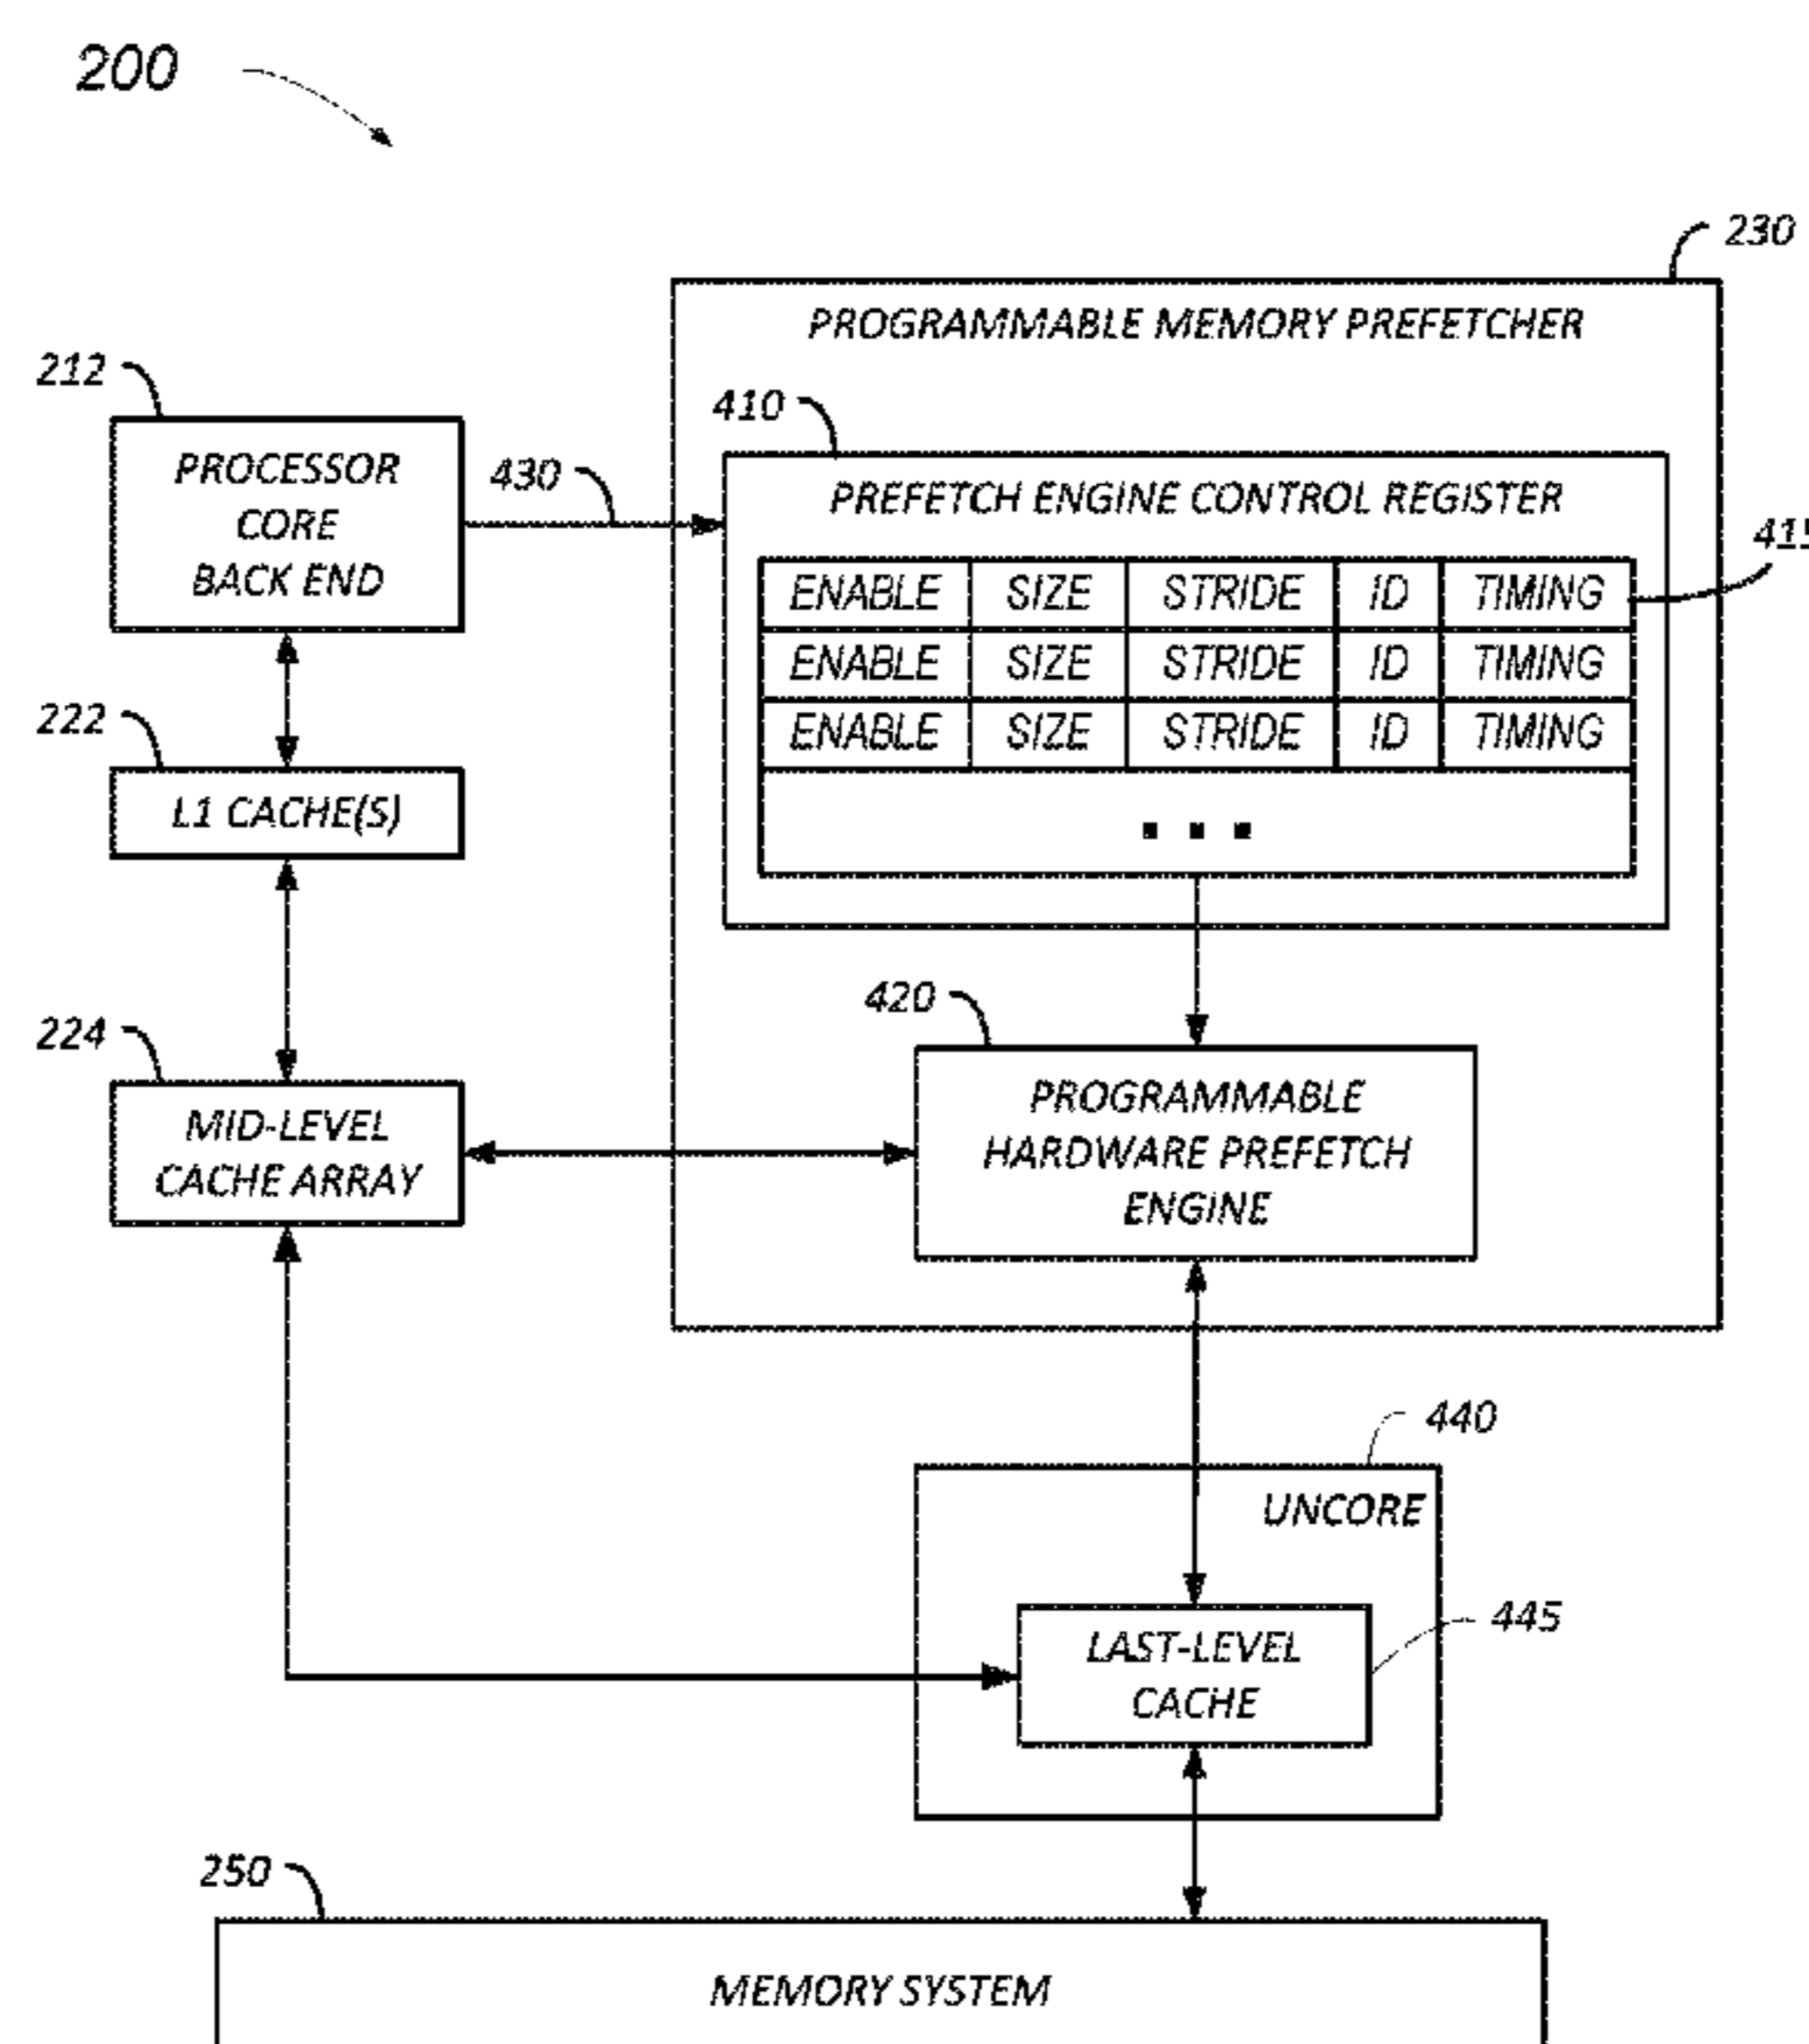 200
230
PROGRAMMABLE MEMORY PREFETCHER
212
410
PROCESSOR
CORE
BACK END
430
PREFETCH ENGINE CONTROL REGISTER
415
ENABLE SIZE STRIDE ID TIMING
ENABLE SIZE STRIDE ID TIMING
ENABLE SIZE STRIDE ID TIMING
. . .
222
L1 CACHE(S)
420
224
MID-LEVEL
CACHE ARRAY
PROGRAMMABLE
HARDWARE PREFETCH
ENGINE
440
UNCORE
445
LAST-LEVEL
CACHE
250
MEMORY SYSTEM